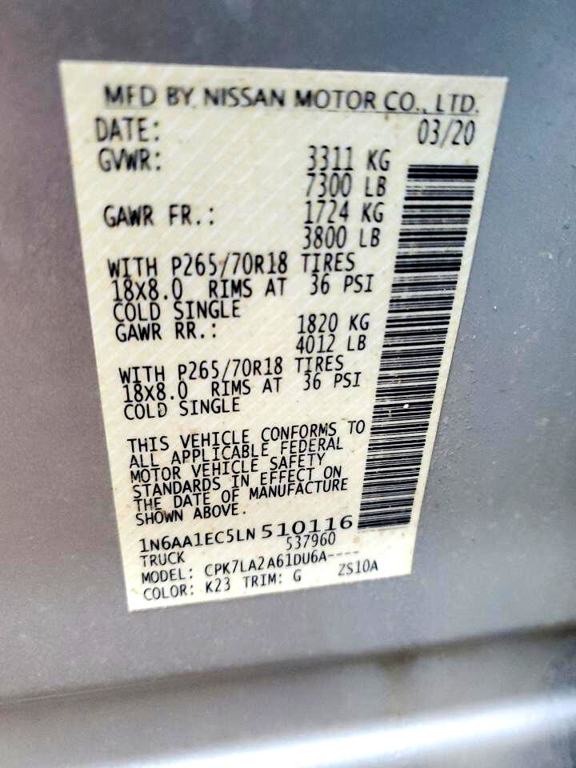 MFD BY NISSAN MOTOR CO., LTD.
DATE: 03/20
GVWR: 3311 KG
7300 LB
GAWR FR.: 1724 KG
3800 LB
WITH P265/70R18 TIRES
18X8.0 RIMS AT 36 PSI
COLD SINGLE
GAWR RR.: 1820 KG
4012 LB
WITH P265/70R18 TIRES
18X8.0 RIMS AT 36 PSI
COLD SINGLE
THIS VEHICLE CONFORMS TO
ALL APPLICABLE FEDERAL
MOTOR VEHICLE SAFETY
STANDARDS IN EFFECT ON
THE DATE OF MANUFACTURE
SHOWN ABOVE.
1N6AA1EC5LN 510116
TRUCK 537960
MODEL: CPK7LA2A61DU6A----
COLOR: K23 TRIM: G ZS10A